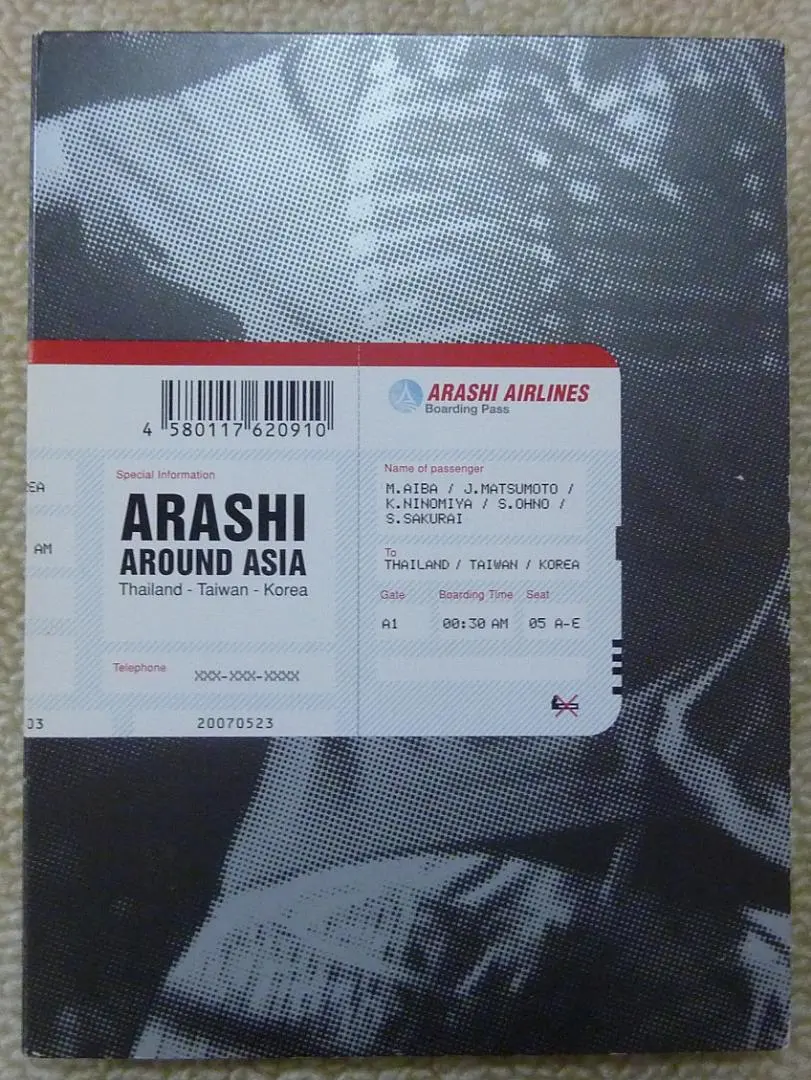 4 580117 620910
ARASHI AIRLINES
Boarding Pass
Special Information
ARASHI
AROUND ASIA
Thailand - Taiwan - Korea
Telephone
XXX-XXX-XXXX
20070523
EA
AM
03
Name of passenger
M.AIBA / J.MATSUMOTO /
K.NINOMIYA / S.OHNO /
S.SAKURAI
To
THAILAND / TAIWAN / KOREA
Gate Boarding Time Seat
A1 00:30 AM 05 A-E